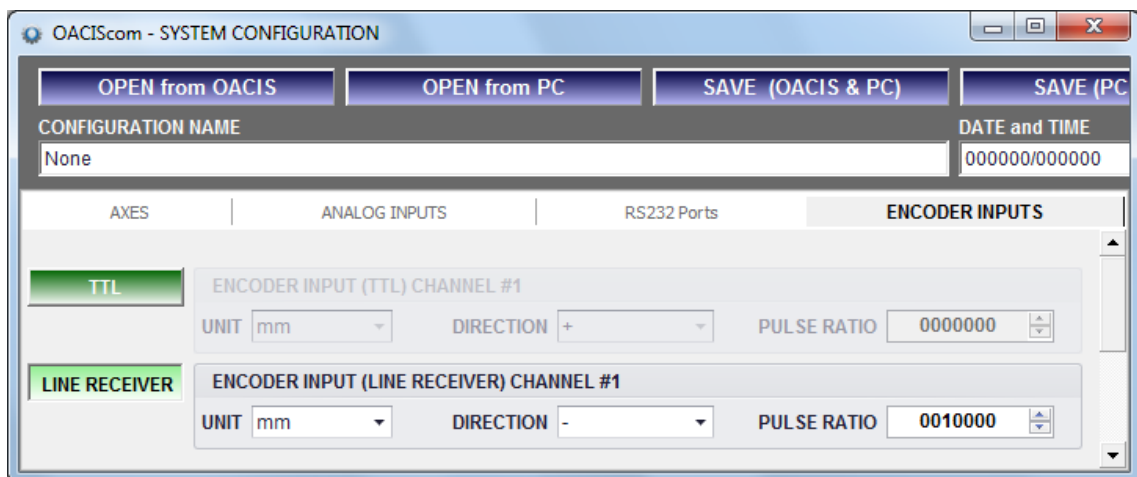 OACIScom - SYSTEM CONFIGURATION
OPEN from OACIS OPEN from PC SAVE (OACIS & PC) SAVE (PC
CONFIGURATION NAME DATE and TIME
None 000000/000000
AXES ANALOG INPUTS RS232 Ports ENCODER INPUTS
TTL ENCODER INPUT (TTL) CHANNEL #1
UNIT mm DIRECTION + PULSE RATIO 0000000
LINE RECEIVER ENCODER INPUT (LINE RECEIVER) CHANNEL #1
UNIT mm DIRECTION - PULSE RATIO 0010000